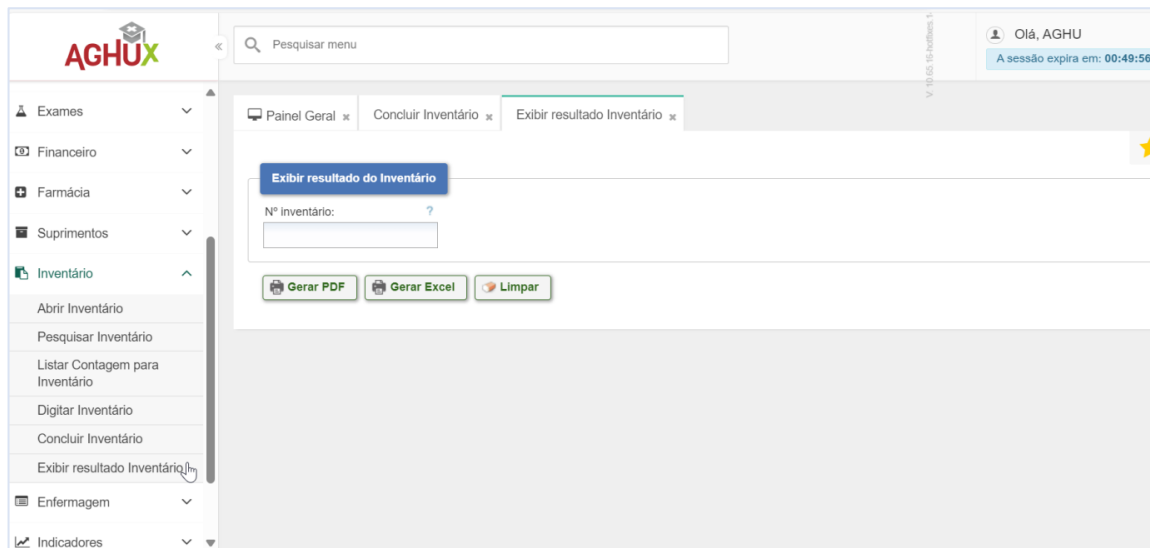 AGHUX
«
Pesquisar menu
V. 10.65.15-hotfixes.1-
Olá, AGHU
A sessão expira em: 00:49:56
Exames
Financeiro
Farmácia
Suprimentos
Inventário
Abrir Inventário
Pesquisar Inventário
Listar Contagem para
Inventário
Digitar Inventário
Concluir Inventário
Exibir resultado Inventário
Enfermagem
Indicadores
Painel Geral
Concluir Inventário
Exibir resultado Inventário
Exibir resultado do Inventário
Nº inventário: ?
Gerar PDF
Gerar Excel
Limpar